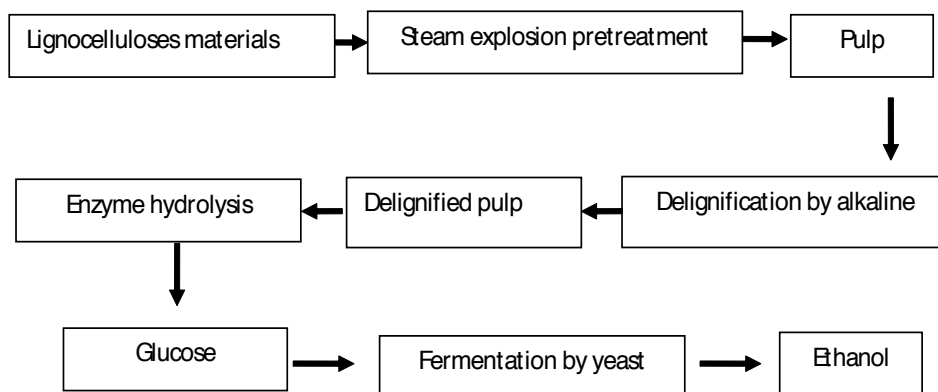 Lignocelluloses materials
Steam explosion pretreatment
Pulp
Delignification by alkaline
Delignified pulp
Enzyme hydrolysis
Glucose
Fermentation by yeast
Ethanol